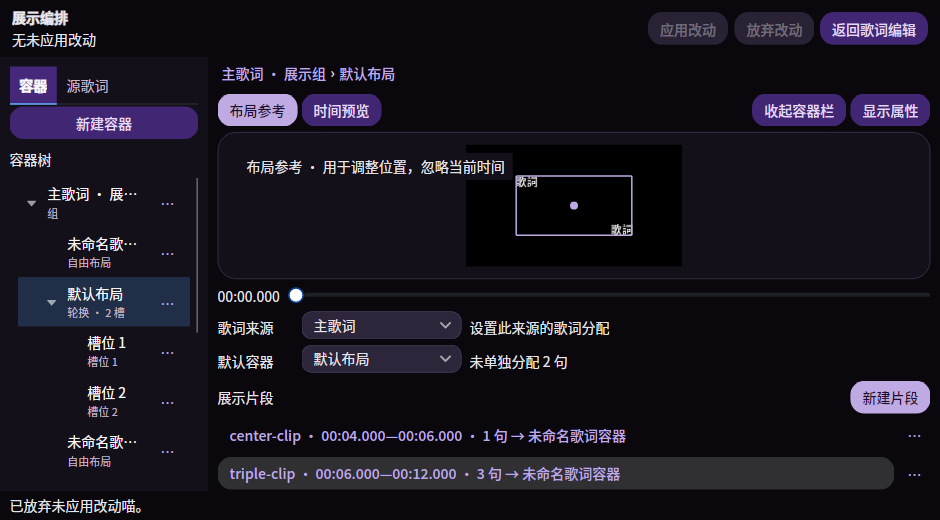 展示编排
无未应用改动
应用改动
放弃改动
返回歌词编辑
容器
源歌词
新建容器
容器树
主歌词 · 展…
组
…
未命名歌…
自由布局
…
默认布局
轮换 · 2 槽
…
槽位 1
槽位 1
…
槽位 2
槽位 2
…
未命名歌…
自由布局
…
主歌词 · 展示组 › 默认布局
布局参考
时间预览
收起容器栏
显示属性
布局参考 · 用于调整位置，忽略当前时间
歌詞
歌詞
00:00.000
歌词来源
主歌词
设置此来源的歌词分配
默认容器
默认布局
未单独分配 2 句
展示片段
新建片段
center-clip · 00:04.000—00:06.000 · 1 句 → 未命名歌词容器
…
triple-clip · 00:06.000—00:12.000 · 3 句 → 未命名歌词容器
…
已放弃未应用改动喵。